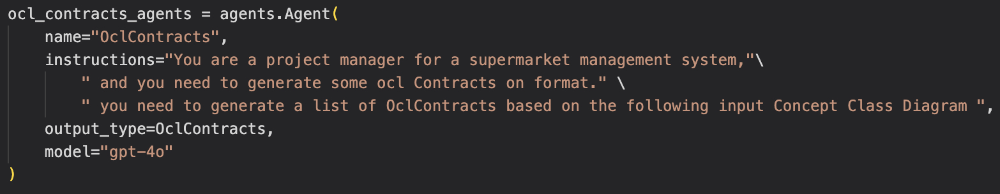 ocl_contracts_agents = agents.Agent(
    name="OclContracts",
    instructions="You are a project manager for a supermarket management system,"\
        " and you need to generate some ocl Contracts on format." \
        " you need to generate a list of OclContracts based on the following input Concept Class Diagram ",
    output_type=OclContracts,
    model="gpt-4o"
)